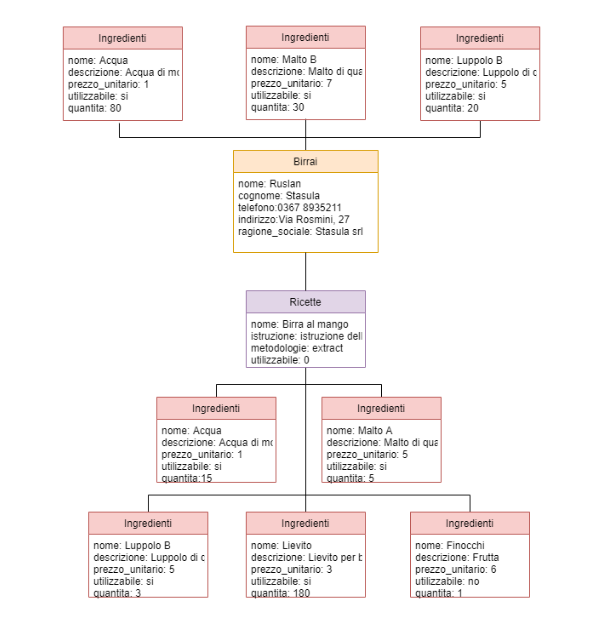 Ingredienti
nome: Acqua
descrizione: Acqua di mo
prezzo_unitario: 1
utilizzabile: si
quantita: 80
Ingredienti
nome: Malto B
descrizione: Malto di qua
prezzo_unitario: 7
utilizzabile: si
quantita: 30
Ingredienti
nome: Luppolo B
descrizione: Luppolo di c
prezzo_unitario: 5
utilizzabile: si
quantita: 20
Birrai
nome: Ruslan
cognome: Stasula
telefono:0367 8935211
indirizzo:Via Rosmini, 27
ragione_sociale: Stasula srl
Ricette
nome: Birra al mango
istruzione: istruzione dell
metodologie: extract
utilizzabile: 0
Ingredienti
nome: Acqua
descrizione: Acqua di mo
prezzo_unitario: 1
utilizzabile: si
quantita:15
Ingredienti
nome: Malto A
descrizione: Malto di qua
prezzo_unitario: 5
utilizzabile: si
quantita: 5
Ingredienti
nome: Luppolo B
descrizione: Luppolo di c
prezzo_unitario: 5
utilizzabile: si
quantita: 3
Ingredienti
nome: Lievito
descrizione: Lievito per b
prezzo_unitario: 3
utilizzabile: si
quantita: 180
Ingredienti
nome: Finocchi
descrizione: Frutta
prezzo_unitario: 6
utilizzabile: no
quantita: 1